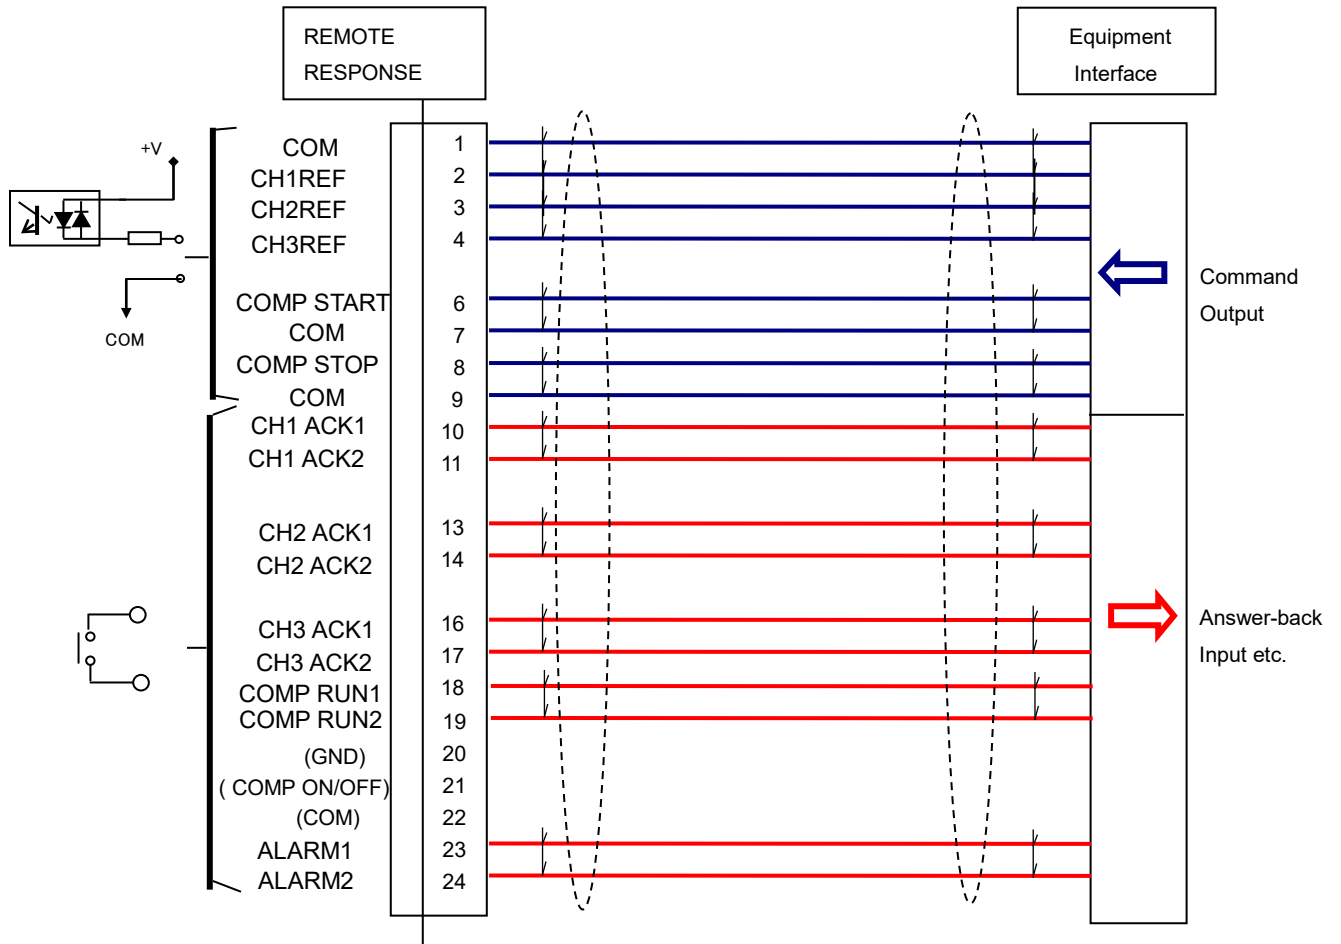 REMOTE
RESPONSE
Equipment
Interface
+V
COM
COM 1
CH1REF 2
CH2REF 3
CH3REF 4
COMP START 6
COM 7
COMP STOP 8
COM 9
CH1 ACK1 10
CH1 ACK2 11
CH2 ACK1 13
CH2 ACK2 14
CH3 ACK1 16
CH3 ACK2 17
COMP RUN1 18
COMP RUN2 19
(GND) 20
( COMP ON/OFF) 21
(COM) 22
ALARM1 23
ALARM2 24
Command
Output
Answer-back
Input etc.